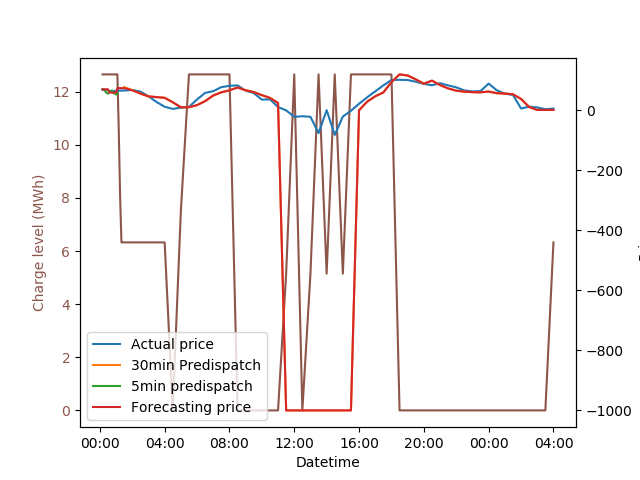 12
10
8
6
4
2
0
Charge level (MWh)
0
−200
−400
−600
−800
−1000
Actual price
30min Predispatch
5min predispatch
Forecasting price
00:00 04:00 08:00 12:00 16:00 20:00 00:00 04:00
Datetime